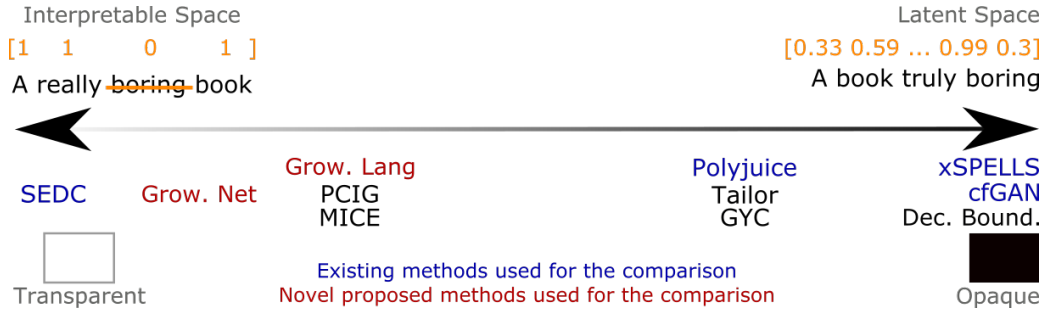 Interpretable Space
Latent Space
[1 1 0 1 ]
[0.33 0.59 ... 0.99 0.3]
A really boring book
A book truly boring
Grow. Lang
Polyjuice
xSPELLS
SEDC
Grow. Net
PCIG
Tailor
cfGAN
MICE
GYC
Dec. Bound.
Existing methods used for the comparison
Transparent
Novel proposed methods used for the comparison
Opaque